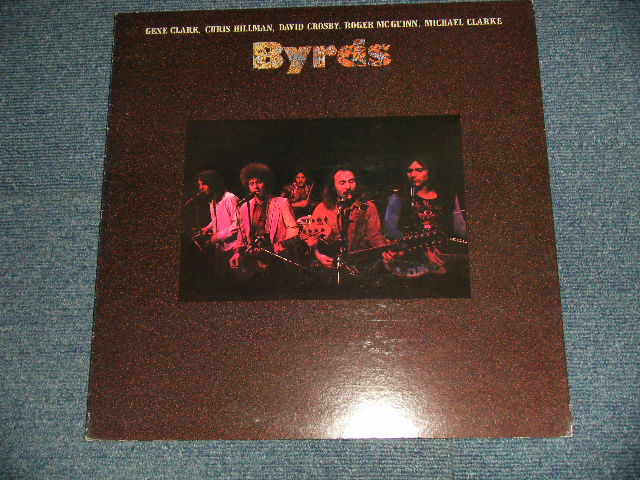 GENE CLARK, CHRIS HILLMAN, DAVID CROSBY, ROGER MCGUINN, MICHAEL CLARKE
Byrds